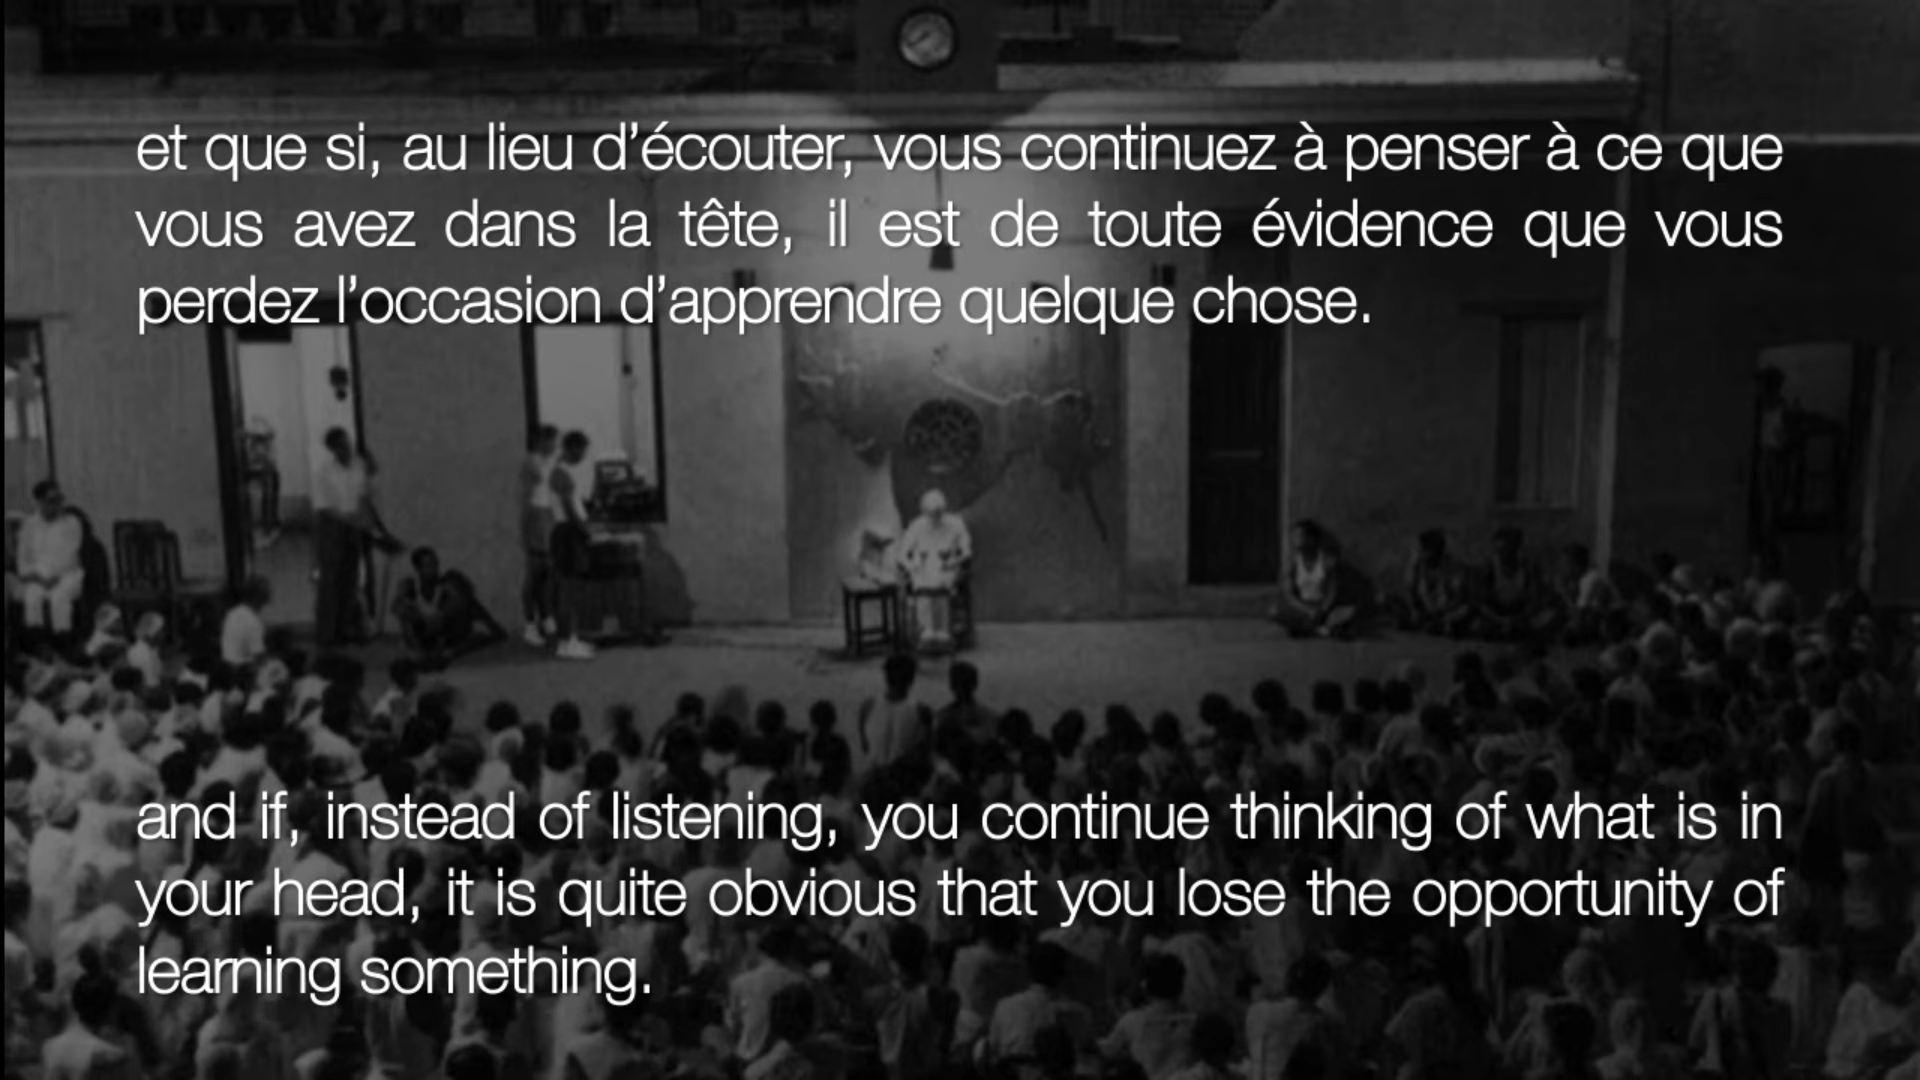 et que si, au lieu d’écouter, vous continuez à penser à ce que
vous avez dans la tête, il est de toute évidence que vous
perdez l’occasion d’apprendre quelque chose.
and if, instead of listening, you continue thinking of what is in
your head, it is quite obvious that you lose the opportunity of
learning something.